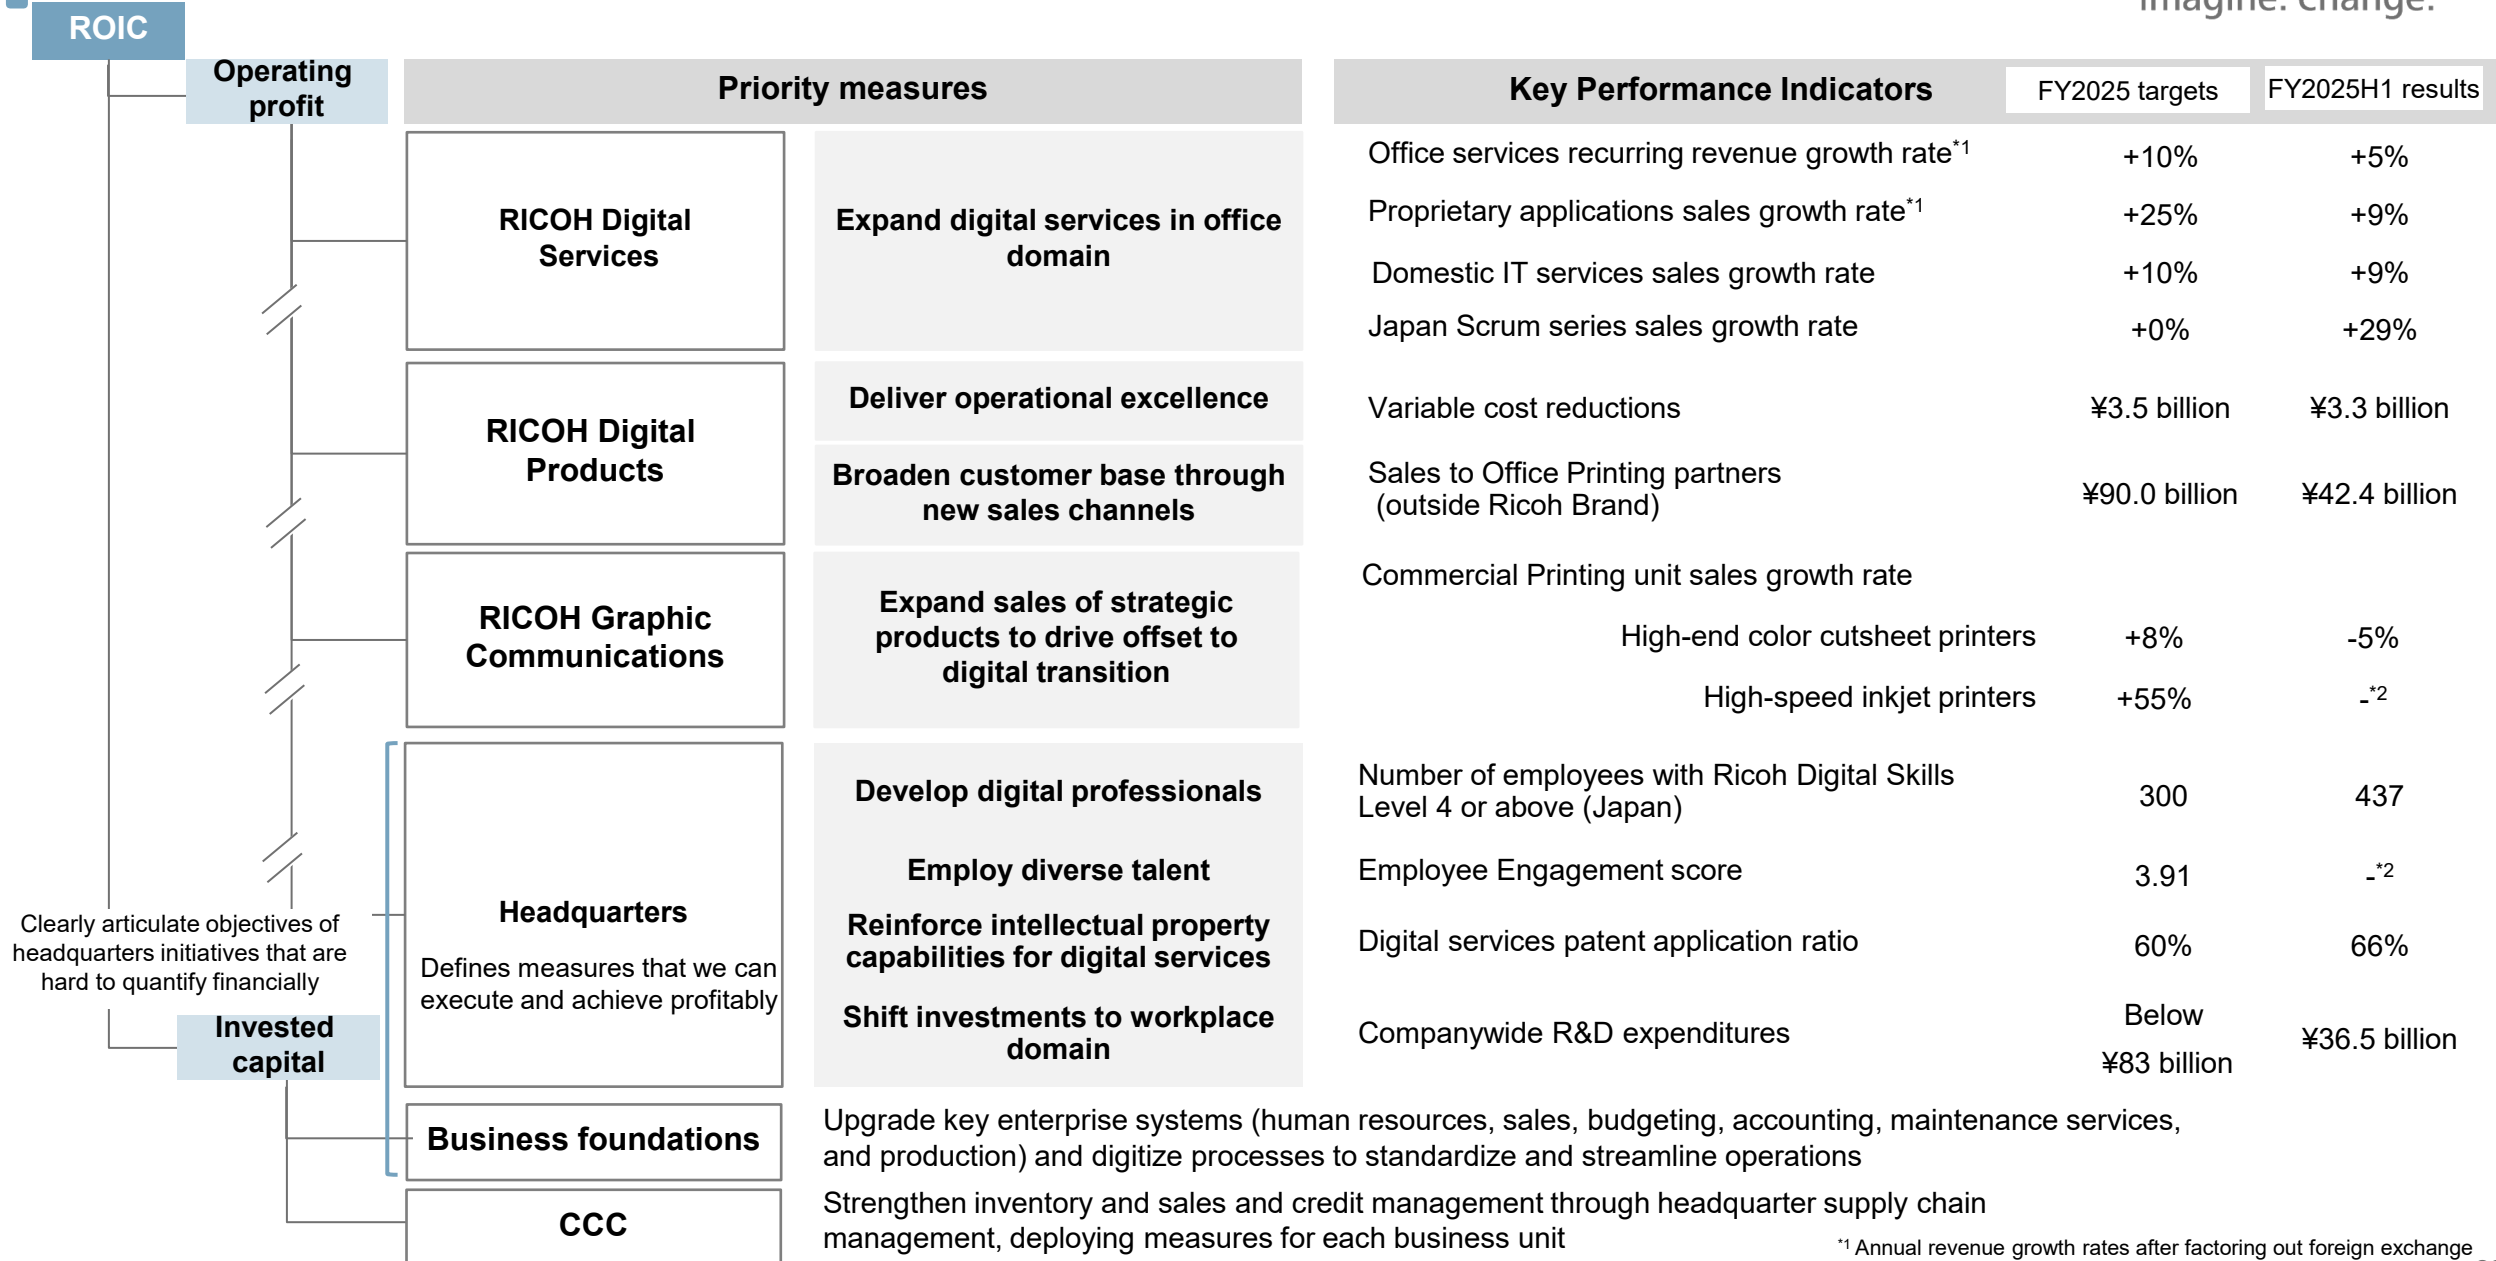 imagine. change.
ROIC
Operating
profit
Priority measures
Key Performance Indicators
FY2025 targets
FY2025H1 results
RICOH Digital
Services
Expand digital services in office
domain
Office services recurring revenue growth rate*1
+10%
+5%
Proprietary applications sales growth rate*1
+25%
+9%
Domestic IT services sales growth rate
+10%
+9%
Japan Scrum series sales growth rate
+0%
+29%
RICOH Digital
Products
Deliver operational excellence
Variable cost reductions
¥3.5 billion
¥3.3 billion
Broaden customer base through
new sales channels
Sales to Office Printing partners
(outside Ricoh Brand)
¥90.0 billion
¥42.4 billion
RICOH Graphic
Communications
Expand sales of strategic
products to drive offset to
digital transition
Commercial Printing unit sales growth rate
High-end color cutsheet printers
+8%
-5%
High-speed inkjet printers
+55%
-*2
Headquarters
Defines measures that we can
execute and achieve profitably
Develop digital professionals
Number of employees with Ricoh Digital Skills
Level 4 or above (Japan)
300
437
Employ diverse talent
Employee Engagement score
3.91
-*2
Reinforce intellectual property
capabilities for digital services
Digital services patent application ratio
60%
66%
Shift investments to workplace
domain
Companywide R&D expenditures
Below
¥83 billion
¥36.5 billion
Clearly articulate objectives of
headquarters initiatives that are
hard to quantify financially
Invested
capital
Business foundations
Upgrade key enterprise systems (human resources, sales, budgeting, accounting, maintenance services,
and production) and digitize processes to standardize and streamline operations
CCC
Strengthen inventory and sales and credit management through headquarter supply chain
management, deploying measures for each business unit
*1 Annual revenue growth rates after factoring out foreign exchange